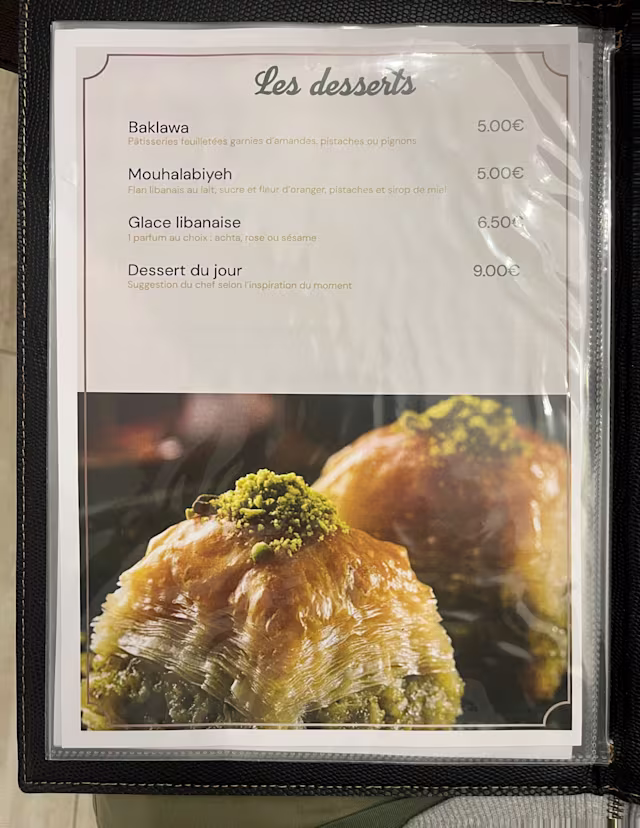 Les desserts
Baklawa 5.00€
Pâtisseries feuilletées garnies d'amandes, pistaches ou pignons
Mouhalabiyeh 5.00€
Flan libanais au lait, sucre et fleur d'oranger, pistaches et sirop de miel
Glace libanaise 6.50€
1 parfum au choix : achta, rose ou sésame
Dessert du jour 9.00€
Suggestion du chef selon l'inspiration du moment